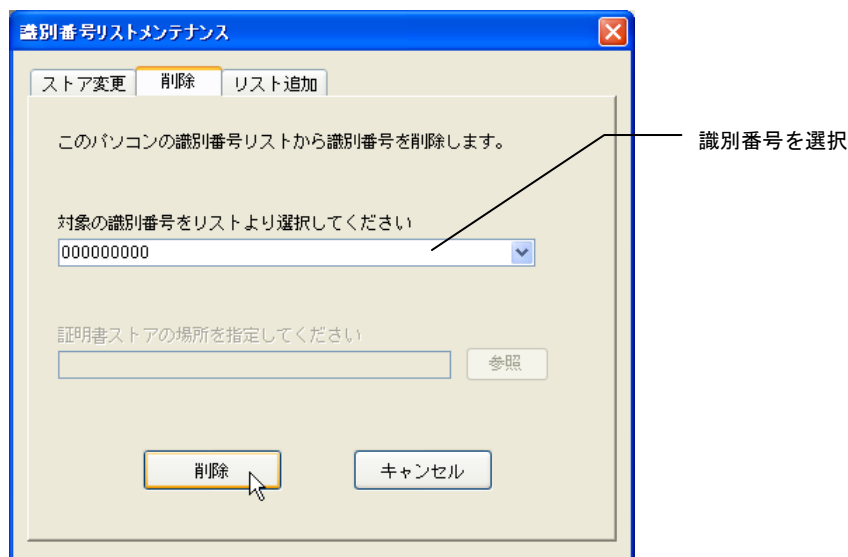 識別番号リストメンテナンス
ストア変更 削除 リスト追加
このパソコンの識別番号リストから識別番号を削除します。
識別番号を選択
対象の識別番号をリストより選択してください
000000000
証明書ストアの場所を指定してください
参照
削除 キャンセル